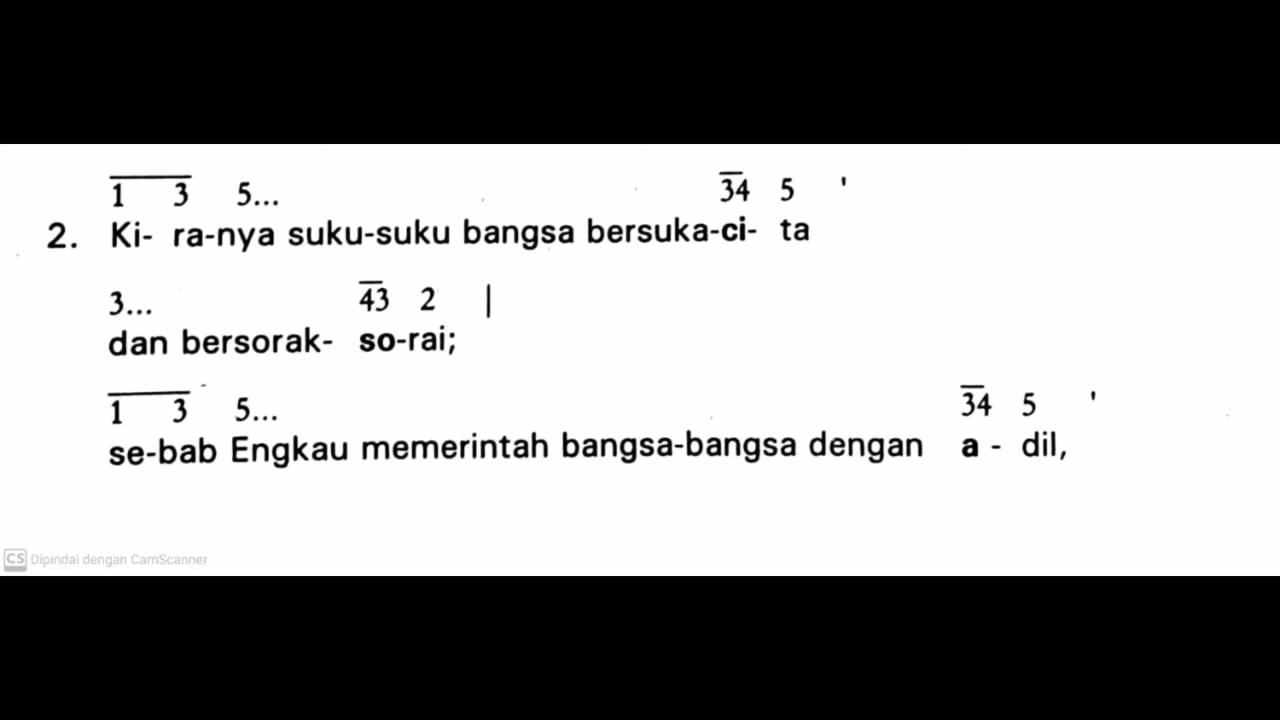 1 3 5... 34 5 '
2. Ki- ra-nya suku-suku bangsa bersuka-ci- ta
3... 43 2 |
dan bersorak- so-rai;
1 3 5... 34 5 '
se-bab Engkau memerintah bangsa-bangsa dengan a - dil,
CS Dipindai dengan CamScanner